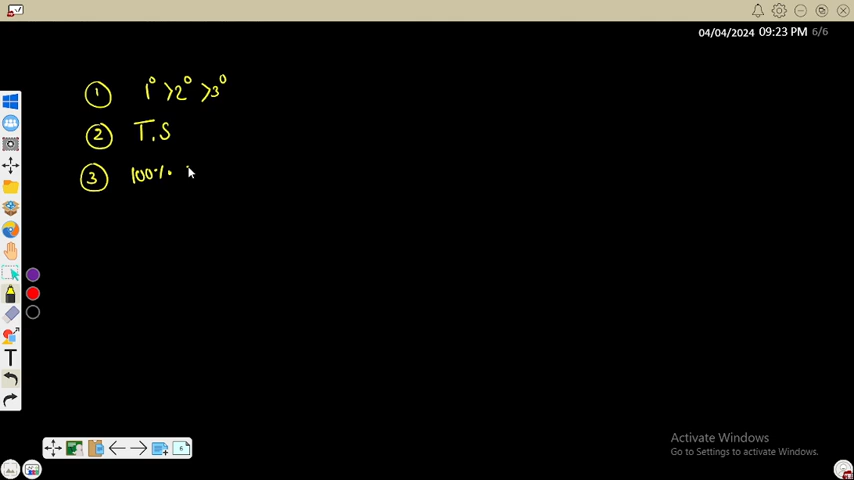 04/04/2024 09:23 PM 6/6
① 1° > 2° > 3°
② T.S
③ 100%
T
6
Activate Windows
Go to Settings to activate Windows.